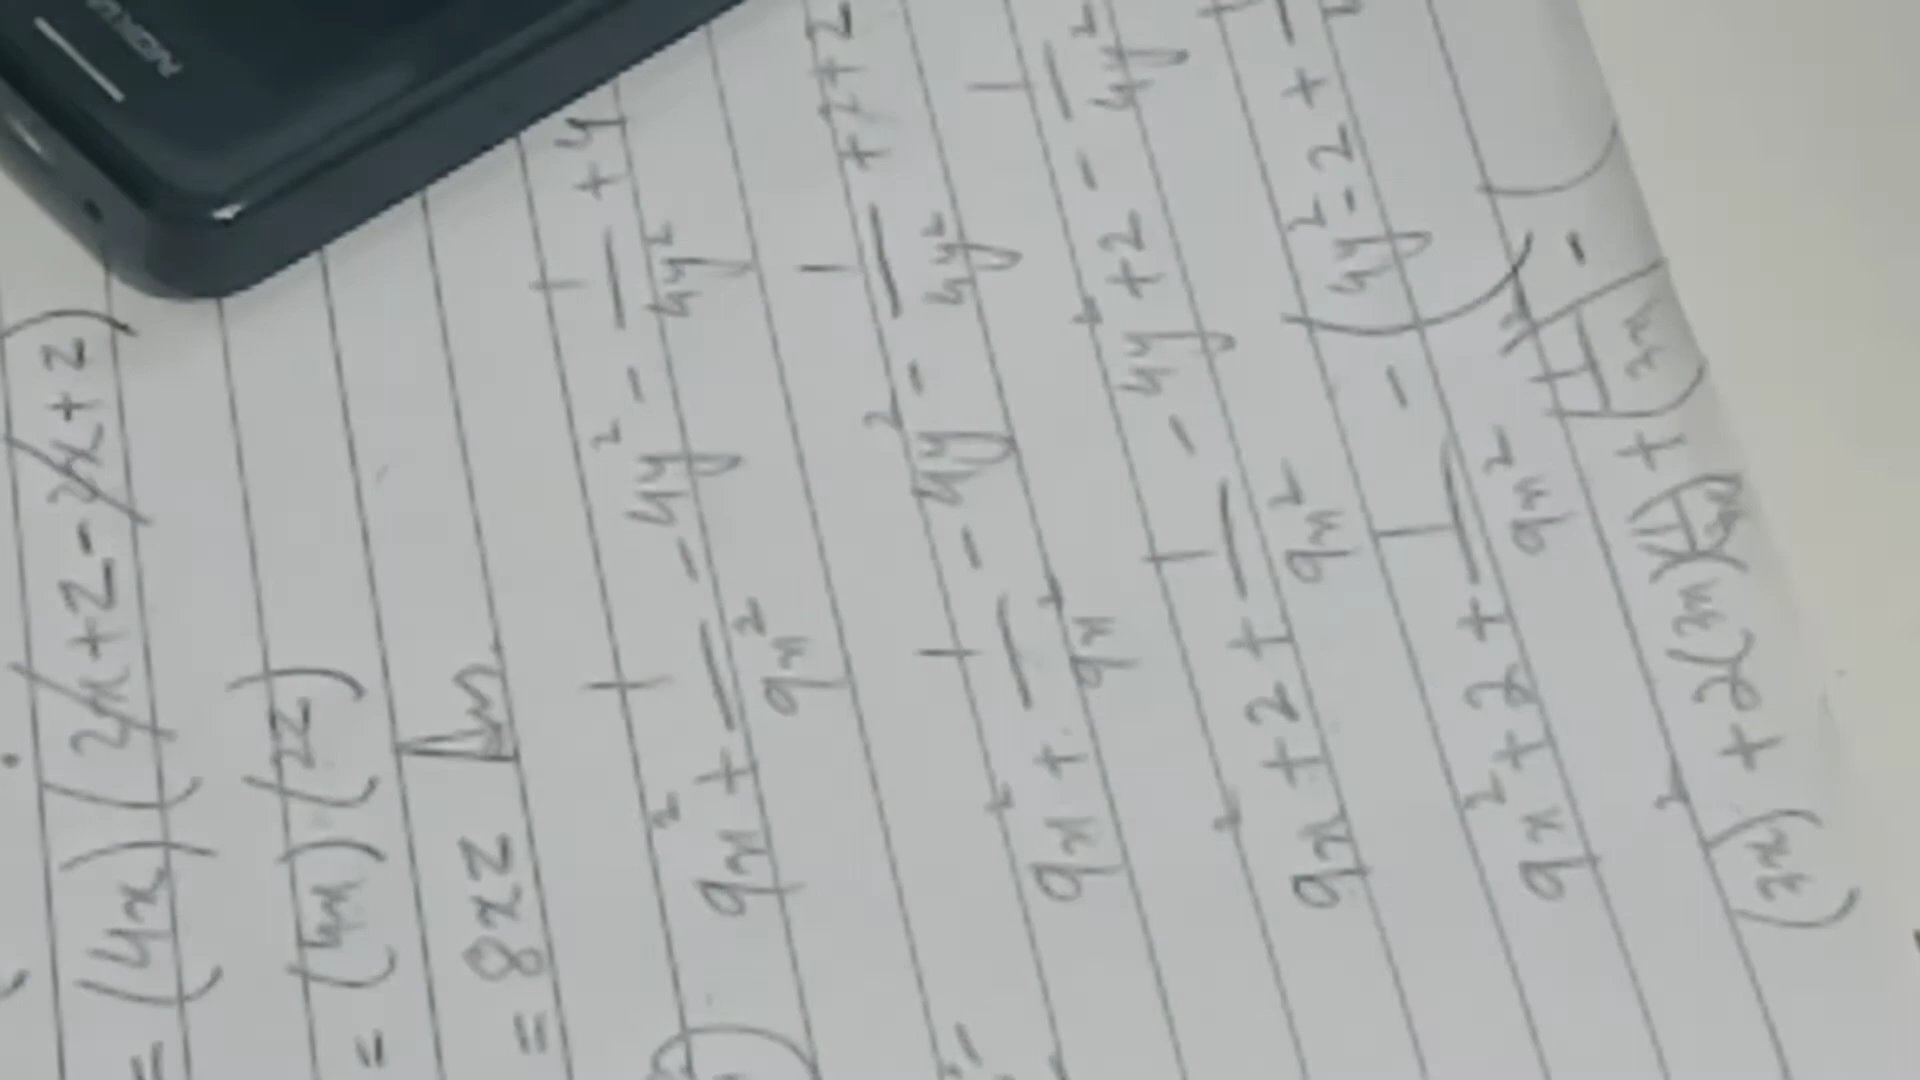 = (4x) (2x+2-2x+2)
= (4x) (2z)
= 8xz Ans.
9x² + 1/9x² - 4y² - 1/4y² + 4
9x² + 1/9x² - 4y² - 1/4y² + 2+2
9x² + 2 + 1/9x² - 4y² + 2 - 1/4y²
9x² + 2 + 1/9x² - (4y² - 2 +
(3x)² + 2(3x)(1/3x) + (1/3x)² -